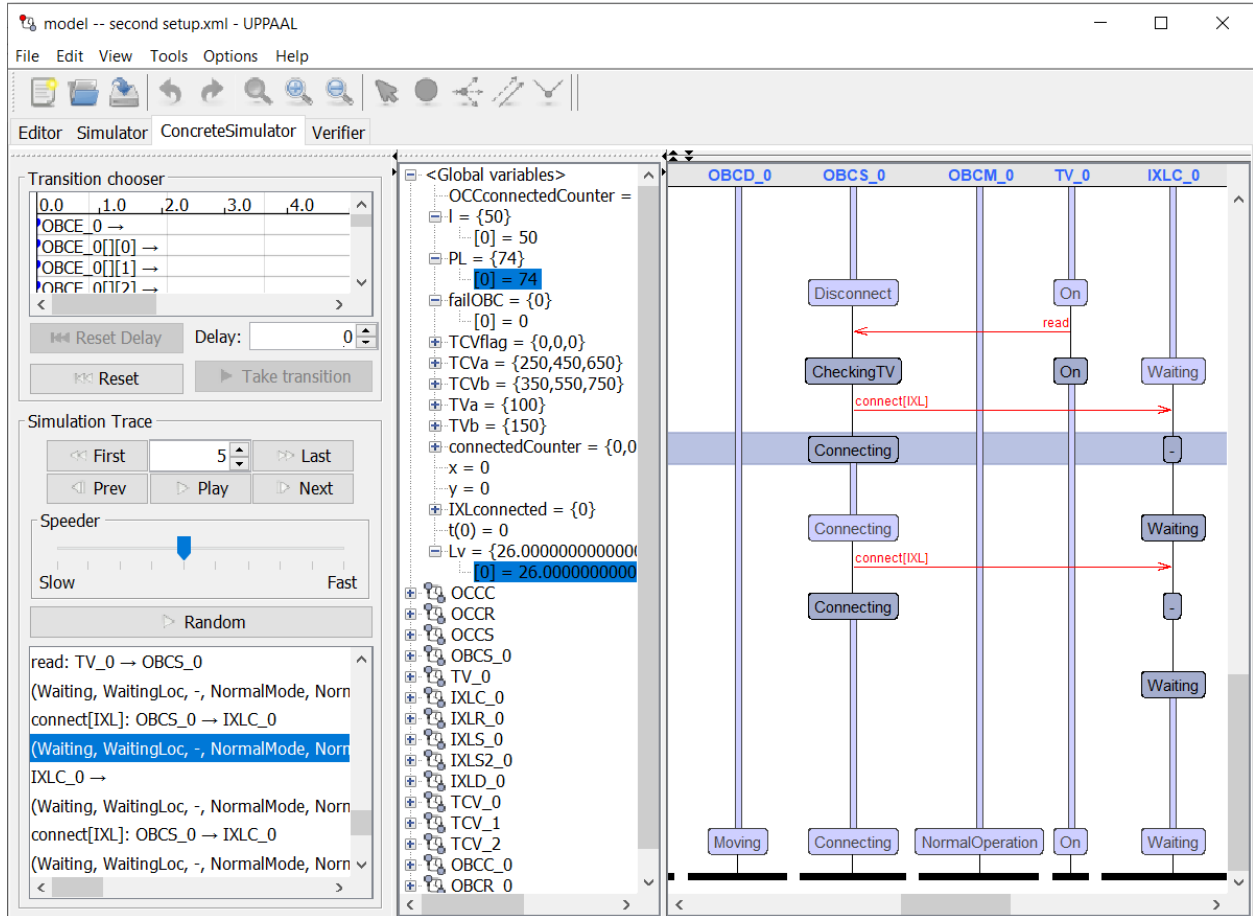 model -- second setup.xml - UPPAAL
File Edit View Tools Options Help
Editor Simulator ConcreteSimulator Verifier
Transition chooser
0.0 1.0 2.0 3.0 4.0
OBCE_0 →
OBCE_0[][0] →
OBCE_0[][1] →
OBCE_0[][2] →
Reset Delay Delay: 0
Reset Take transition
Simulation Trace
First 5 Last
Prev Play Next
Speeder
Slow Fast
Random
read: TV_0 → OBCS_0
(Waiting, WaitingLoc, -, NormalMode, Norn
connect[IXL]: OBCS_0 → IXLC_0
(Waiting, WaitingLoc, -, NormalMode, Norn
IXLC_0 →
(Waiting, WaitingLoc, -, NormalMode, Norn
connect[IXL]: OBCS_0 → IXLC_0
(Waiting, WaitingLoc, -, NormalMode, Norn
<Global variables>
OCCconnectedCounter =
l = {50}
[0] = 50
PL = {74}
[0] = 74
failOBC = {0}
[0] = 0
TCVflag = {0,0,0}
TCVa = {250,450,650}
TCVb = {350,550,750}
TVa = {100}
TVb = {150}
connectedCounter = {0,0
x = 0
y = 0
IXLconnected = {0}
t(0) = 0
Lv = {26.0000000000000
[0] = 26.0000000000
OCCC
OCCR
OCCS
OBCS_0
TV_0
IXLC_0
IXLR_0
IXLS_0
IXLS2_0
IXLD_0
TCV_0
TCV_1
TCV_2
OBCC_0
OBCR_0
OBCD_0 OBCS_0 OBCM_0 TV_0 IXLC_0
Disconnect On
read
CheckingTV On Waiting
connect[IXL]
Connecting -
Connecting Waiting
connect[IXL]
Connecting -
Waiting
Moving Connecting NormalOperation On Waiting